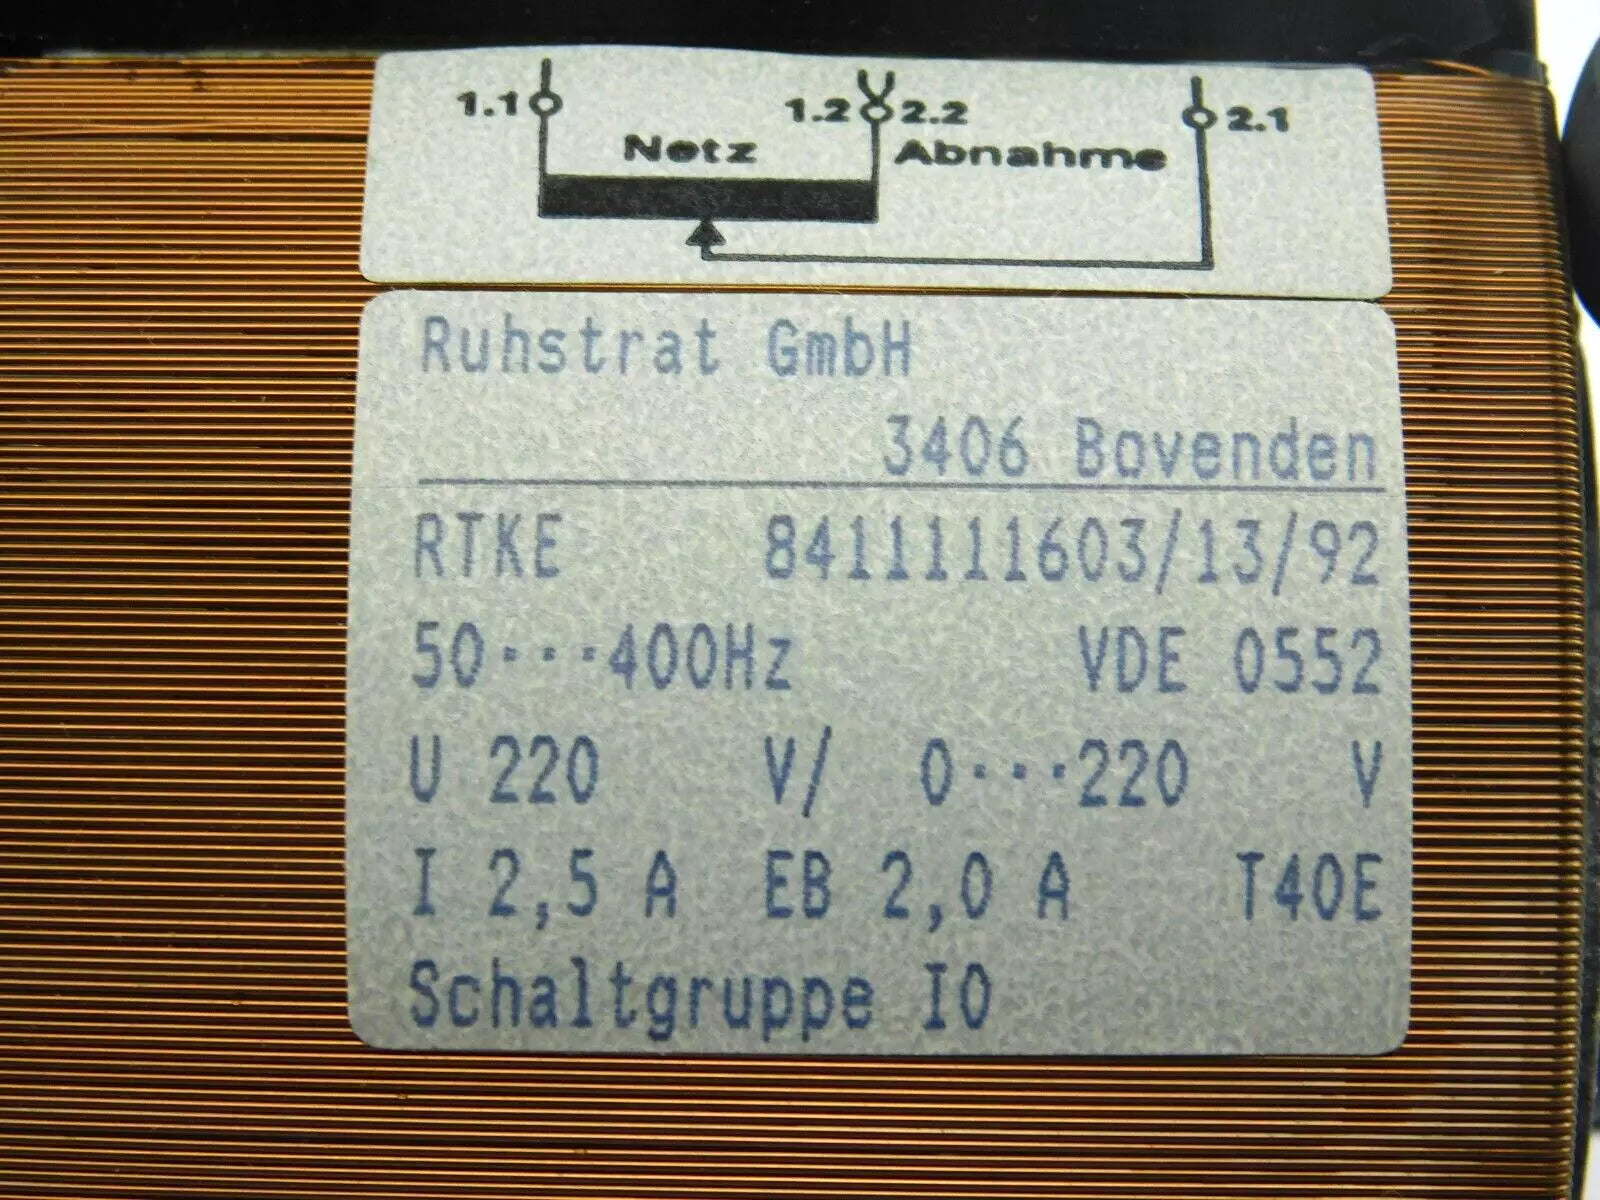 1.1 1.2 2.2 2.1
Netz Abnahme
Ruhstrat GmbH
3406 Bovenden
RTKE 8411111603/13/92
50···400Hz VDE 0552
U 220 V/ 0···220 V
I 2,5 A EB 2,0 A T40E
Schaltgruppe I0